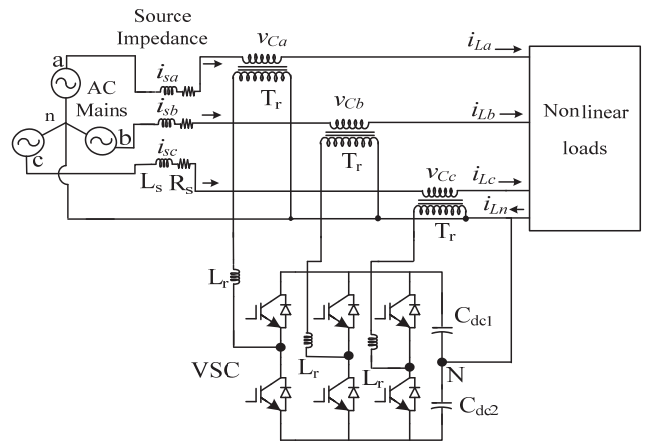 Source
Impedance
v_Ca
i_La
a
i_sa
AC
Mains
T_r
v_Cb
i_Lb
Nonlinear
loads
n
i_sb
b
T_r
c
i_sc
v_Cc
i_Lc
L_s R_s
i_Ln
T_r
L_r
C_dc1
VSC
L_r
L_r
N
C_dc2